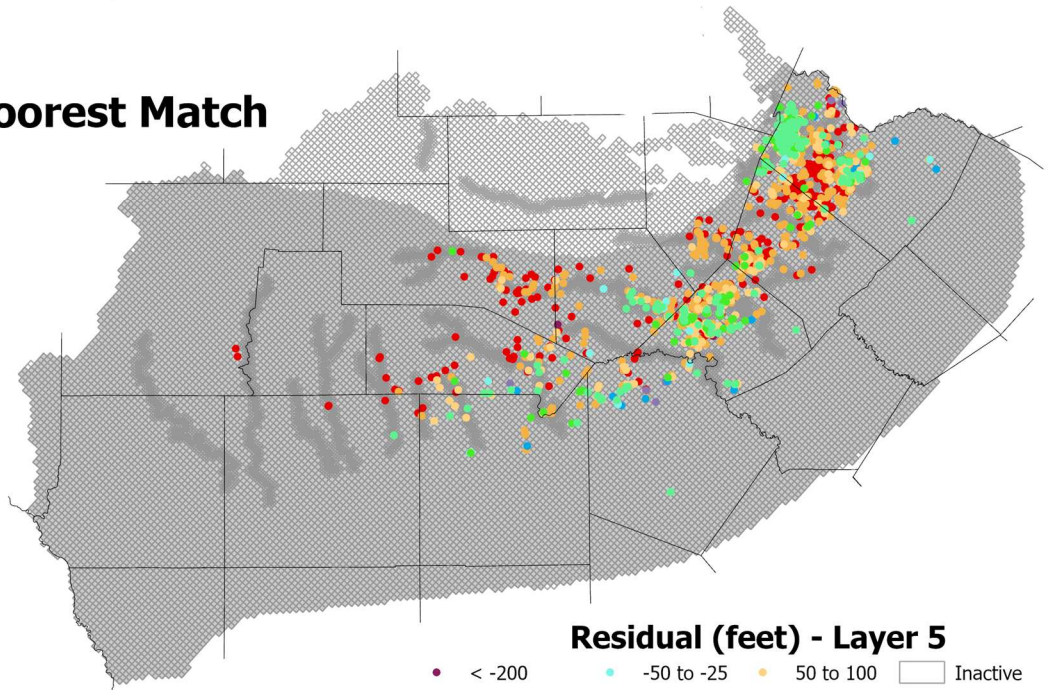 oorest Match
Residual (feet) - Layer 5
< -200 -50 to -25 50 to 100 Inactive